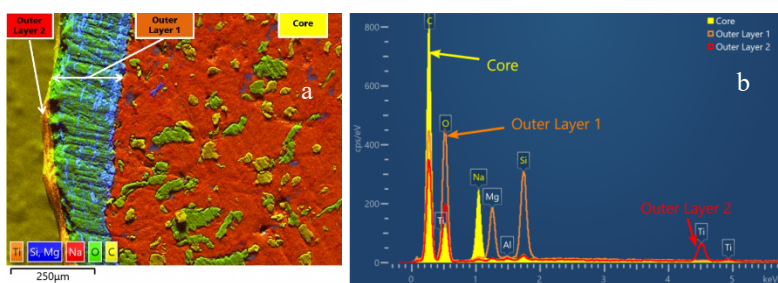 Outer
Layer 2
Outer
Layer 1
Core
a
Ti
Si, Mg
Na
O
C
250µm
b
Core
Outer Layer 1
Outer Layer 2
cps/eV
800
600
400
200
0
C
Core
O
Outer Layer 1
Si
Na
Mg
Ti
Al
Outer Layer 2
Ti
Ti
0
1
2
3
4
5
keV